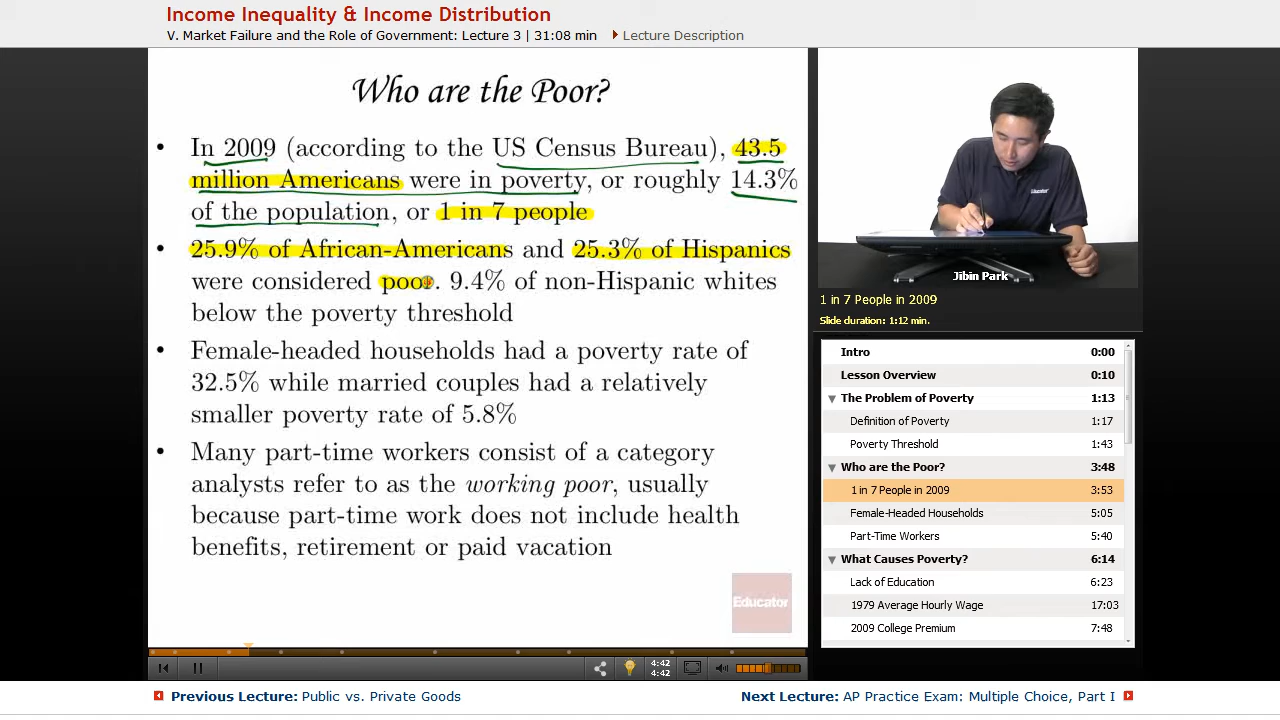 Income Inequality & Income Distribution
V. Market Failure and the Role of Government: Lecture 3 | 31:08 min
Lecture Description
Who are the Poor?
• In 2009 (according to the US Census Bureau), 43.5
million Americans were in poverty, or roughly 14.3%
of the population, or 1 in 7 people
• 25.9% of African-Americans and 25.3% of Hispanics
were considered poor. 9.4% of non-Hispanic whites
below the poverty threshold
• Female-headed households had a poverty rate of
32.5% while married couples had a relatively
smaller poverty rate of 5.8%
• Many part-time workers consist of a category
analysts refer to as the working poor, usually
because part-time work does not include health
benefits, retirement or paid vacation
Educator
4:42
4:42
Educator
Jibin Park
1 in 7 People in 2009
Slide duration: 1:12 min.
Intro 0:00
Lesson Overview 0:10
The Problem of Poverty 1:13
Definition of Poverty 1:17
Poverty Threshold 1:43
Who are the Poor? 3:48
1 in 7 People in 2009 3:53
Female-Headed Households 5:05
Part-Time Workers 5:40
What Causes Poverty? 6:14
Lack of Education 6:23
1979 Average Hourly Wage 17:03
2009 College Premium 7:48
Previous Lecture: Public vs. Private Goods
Next Lecture: AP Practice Exam: Multiple Choice, Part I